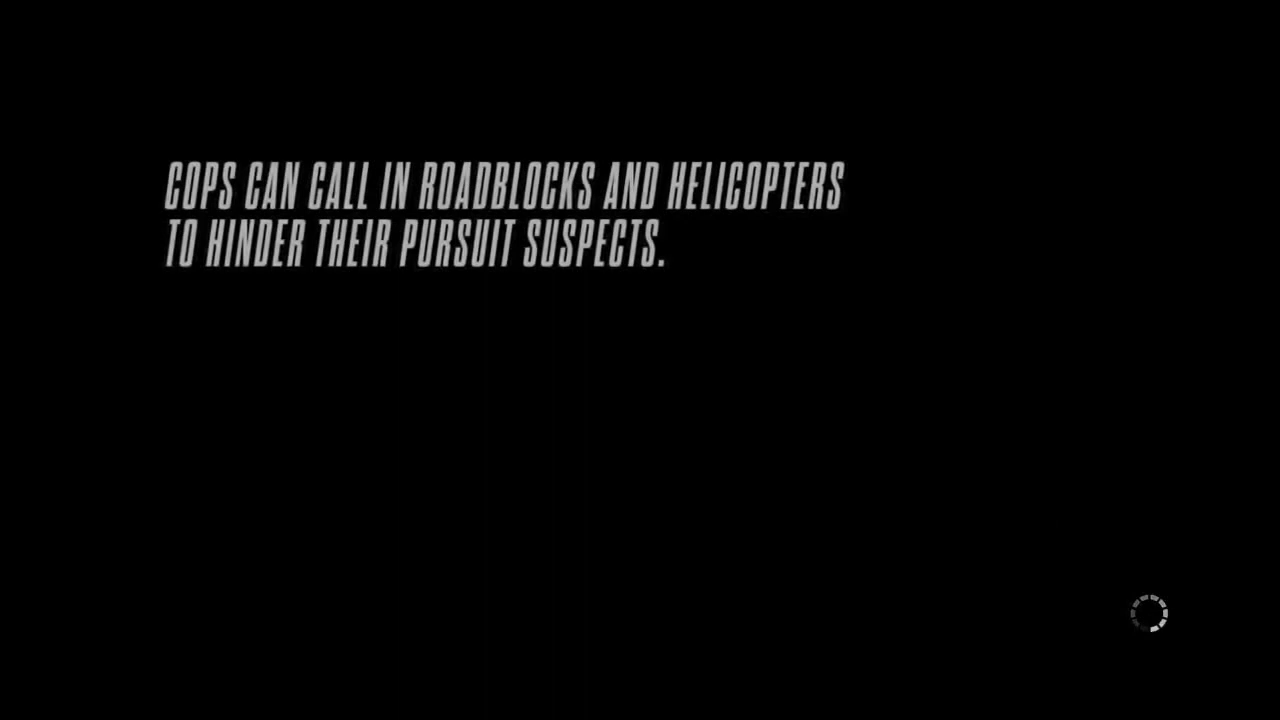 COPS CAN CALL IN ROADBLOCKS AND HELICOPTERS
TO HINDER THEIR PURSUIT SUSPECTS.